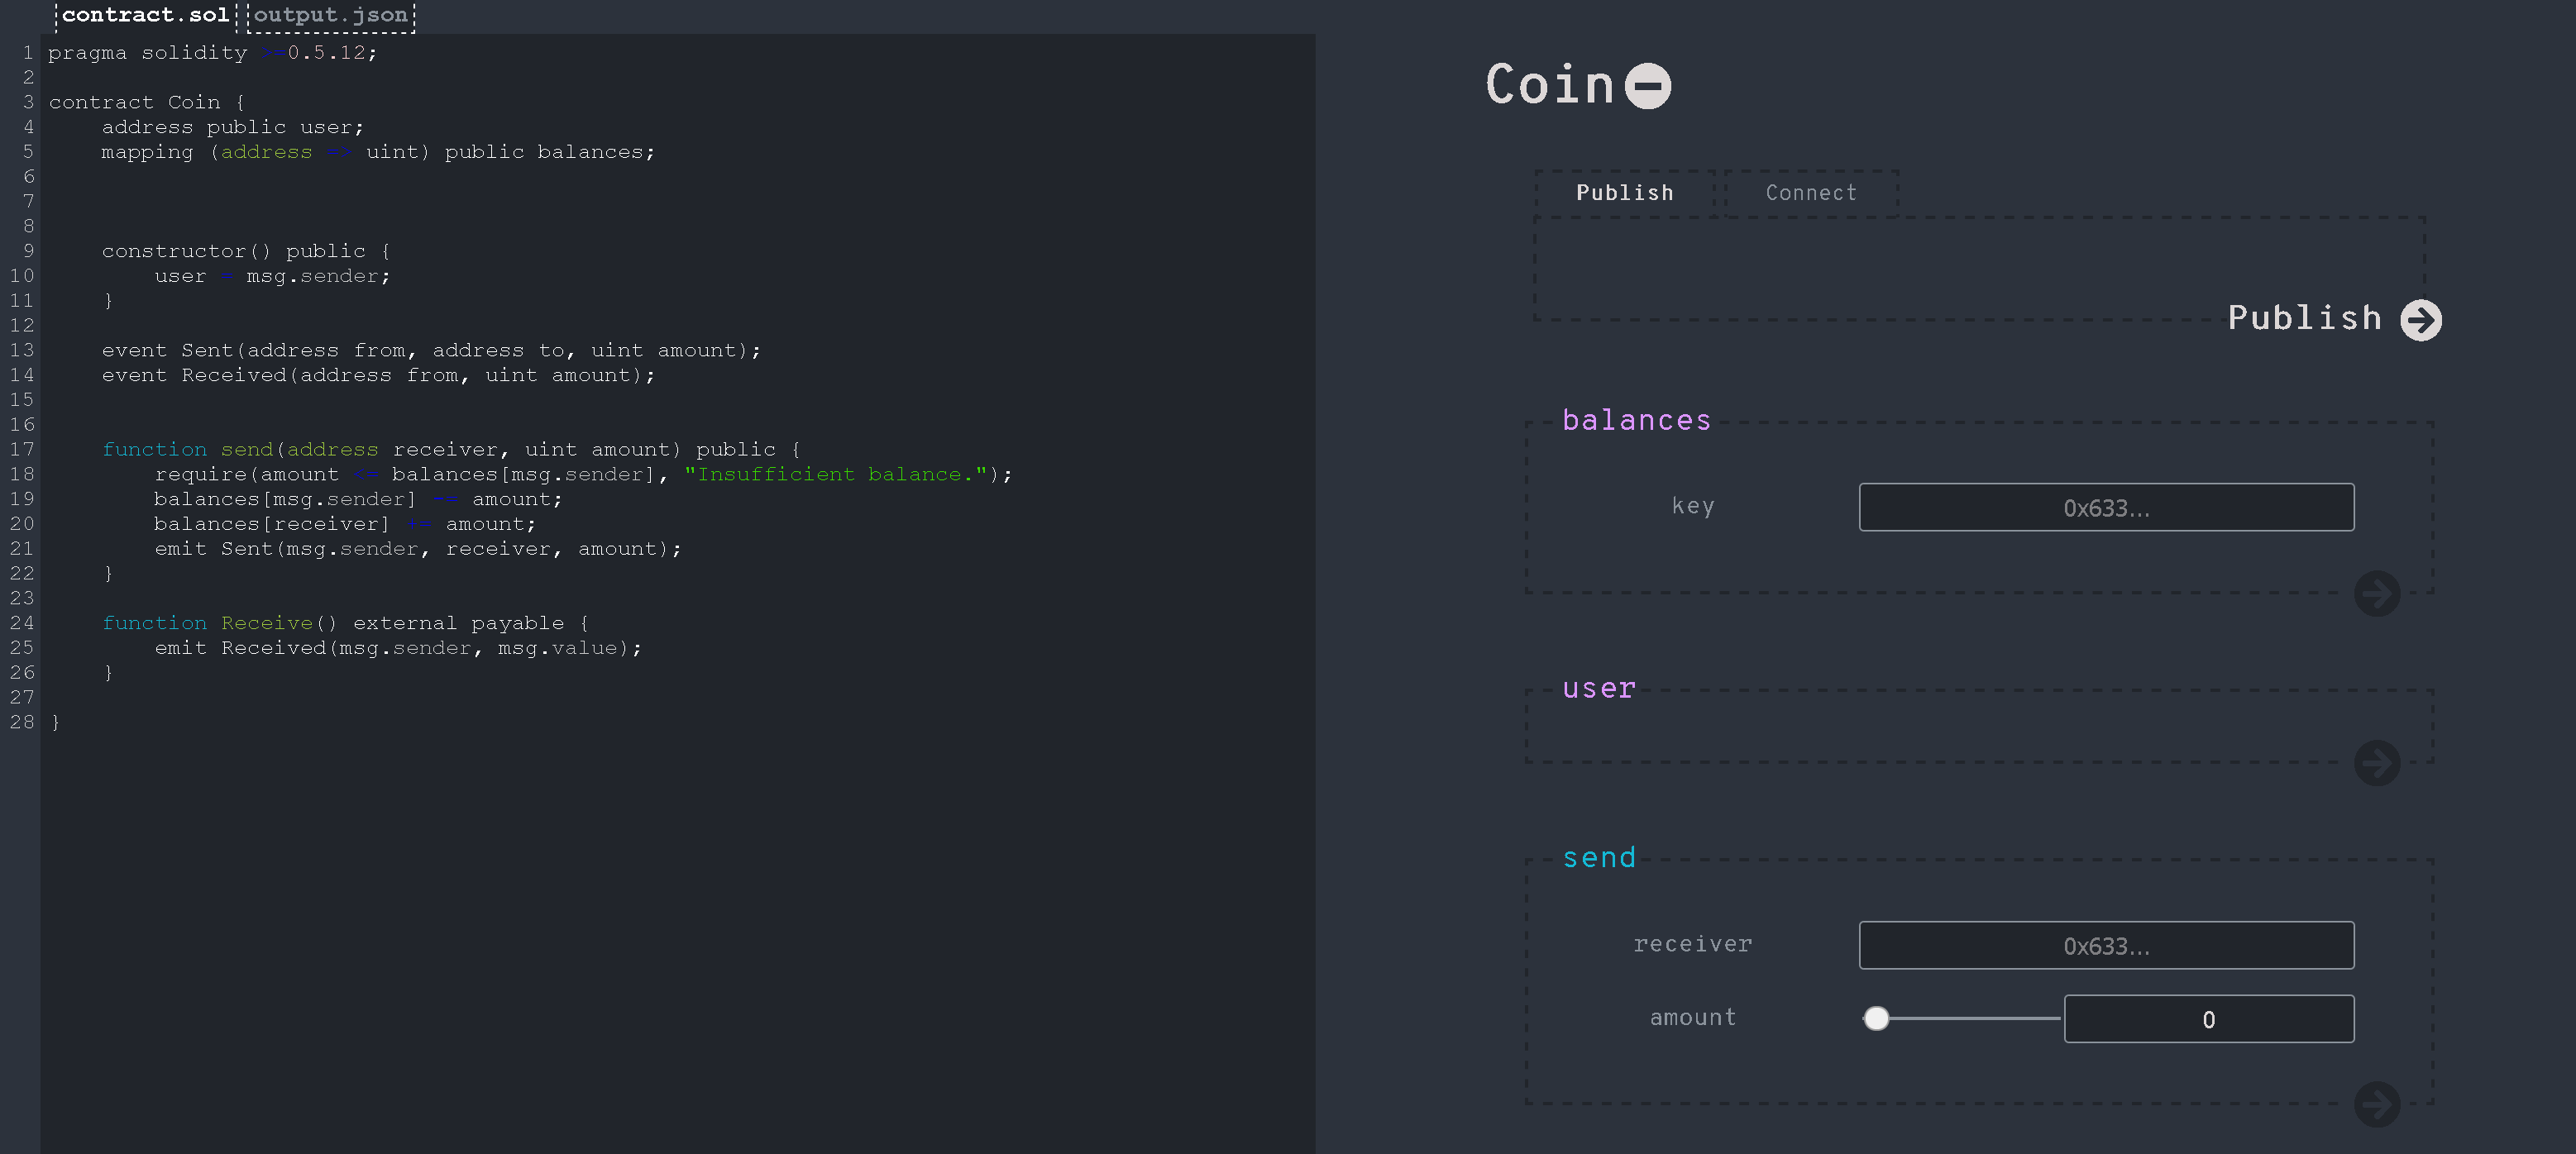 contract.sol output.json
1 pragma solidity >=0.5.12;
2
3 contract Coin {
4 address public user;
5 mapping (address => uint) public balances;
6
7
8
9 constructor() public {
10 user = msg.sender;
11 }
12
13 event Sent(address from, address to, uint amount);
14 event Received(address from, uint amount);
15
16
17 function send(address receiver, uint amount) public {
18 require(amount <= balances[msg.sender], "Insufficient balance.");
19 balances[msg.sender] -= amount;
20 balances[receiver] += amount;
21 emit Sent(msg.sender, receiver, amount);
22 }
23
24 function Receive() external payable {
25 emit Received(msg.sender, msg.value);
26 }
27
28 }
Coin
Publish Connect
Publish
balances
key 0x633...
user
send
receiver 0x633...
amount 0